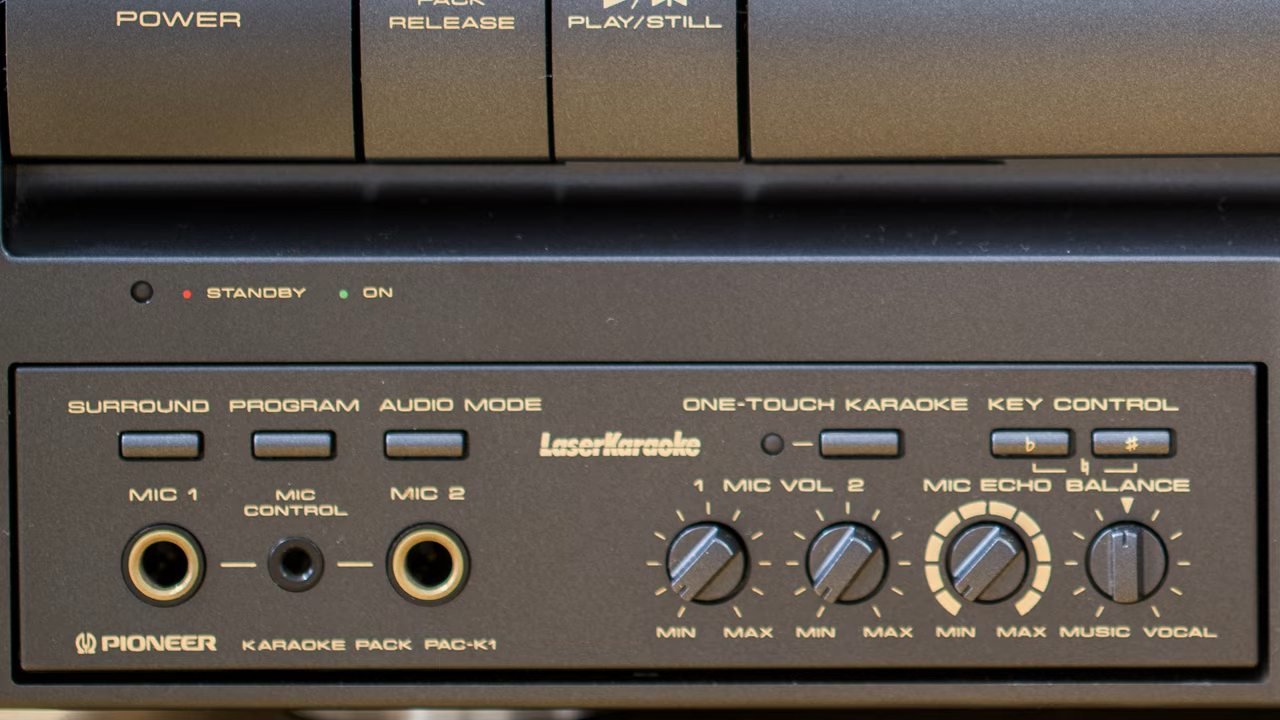 POWER
PACK
RELEASE
PLAY/STILL
STANDBY
ON
SURROUND
PROGRAM
AUDIO MODE
LaserKaraoke
ONE-TOUCH KARAOKE
KEY CONTROL
♭
♯
♮
MIC 1
MIC
CONTROL
MIC 2
1 MIC VOL 2
MIC ECHO
BALANCE
MIN
MAX
MIN
MAX
MIN
MAX
MUSIC
VOCAL
PIONEER
KARAOKE PACK PAC-K1